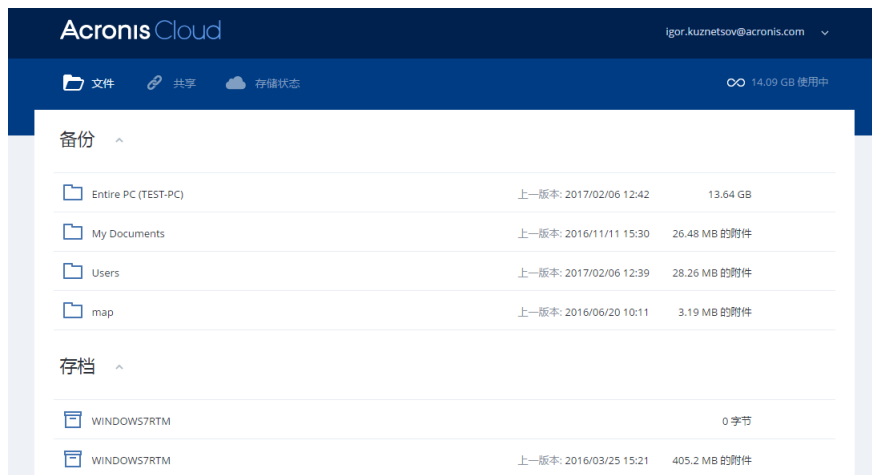 Acronis Cloud igor.kuznetsov@acronis.com
文件 共享 存储状态 14.09 GB 使用中
备份
Entire PC (TEST-PC) 上一版本: 2017/02/06 12:42 13.64 GB
My Documents 上一版本: 2016/11/11 15:30 26.48 MB 的附件
Users 上一版本: 2017/02/06 12:39 28.26 MB 的附件
map 上一版本: 2016/06/20 10:11 3.19 MB 的附件
存档
WINDOWS7RTM 0 字节
WINDOWS7RTM 上一版本: 2016/03/25 15:21 405.2 MB 的附件